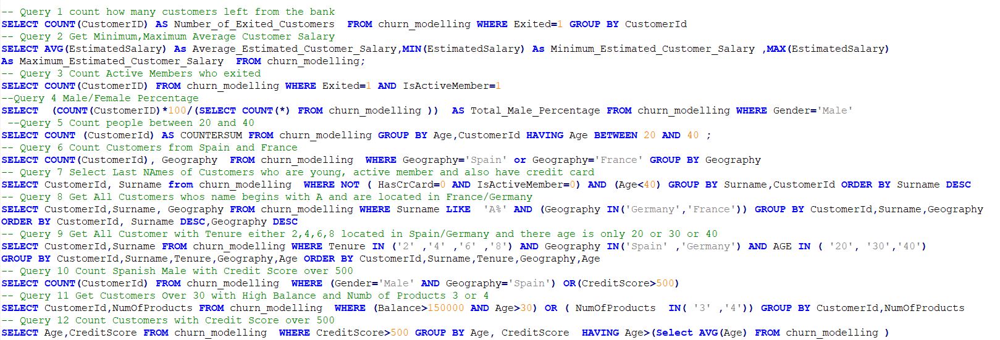 -- Query 1 count how many customers left from the bank
SELECT COUNT(CustomerID) AS Number_of_Exited_Customers  FROM churn_modelling WHERE Exited=1 GROUP BY CustomerId
-- Query 2 Get Minimum,Maximum Average Customer Salary
SELECT AVG(EstimatedSalary) As Average_Estimated_Customer_Salary,MIN(EstimatedSalary) As Minimum_Estimated_Customer_Salary ,MAX(EstimatedSalary)
As Maximum_Estimated_Customer_Salary  FROM churn_modelling;
-- Query 3 Count Active Members who exited
SELECT COUNT(CustomerID) FROM churn_modelling WHERE Exited=1 AND IsActiveMember=1
--Query 4 Male/Female Percentage
SELECT  (COUNT(CustomerID)*100/(SELECT COUNT(*) FROM churn_modelling ))  AS Total_Male_Percentage FROM churn_modelling WHERE Gender='Male'
--Query 5 Count people between 20 and 40
SELECT COUNT (CustomerId) AS COUNTERSUM FROM churn_modelling GROUP BY Age,CustomerId HAVING Age BETWEEN 20 AND 40 ;
-- Query 6 Count Customers from Spain and France
SELECT COUNT(CustomerId), Geography  FROM churn_modelling  WHERE Geography='Spain' or Geography='France' GROUP BY Geography
-- Query 7 Select Last NAmes of Customers who are young, active member and also have credit card
SELECT CustomerId, Surname from churn_modelling  WHERE NOT ( HasCrCard=0 AND IsActiveMember=0) AND (Age<40) GROUP BY Surname,CustomerId ORDER BY Surname DESC
-- Query 8 Get All Customers whos name begins with A and are located in France/Germany
SELECT CustomerId,Surname, Geography FROM churn_modelling WHERE Surname LIKE  'A%' AND (Geography IN('Germany','France')) GROUP BY CustomerId,Surname,Geography
ORDER BY CustomerId, Surname DESC,Geography DESC
-- Query 9 Get All Customer with Tenure either 2,4,6,8 located in Spain/Germany and there age is only 20 or 30 or 40
SELECT CustomerId,Surname FROM churn_modelling WHERE Tenure IN ('2' ,'4' ,'6' ,'8') AND Geography IN('Spain' ,'Germany') AND AGE IN ( '20', '30','40')
GROUP BY CustomerId,Surname,Tenure,Geography,Age ORDER BY CustomerId,Surname,Tenure,Geography,Age
-- Query 10 Count Spanish Male with Credit Score over 500
SELECT COUNT(CustomerId) FROM churn_modelling  WHERE (Gender='Male' AND Geography='Spain') OR(CreditScore>500)
-- Query 11 Get Customers Over 30 with High Balance and Numb of Products 3 or 4
SELECT CustomerId,NumOfProducts FROM churn_modelling  WHERE (Balance>150000 AND Age>30) OR ( NumOfProducts  IN( '3' ,'4')) GROUP BY CustomerId,NumOfProducts
-- Query 12 Count Customers with Credit Score over 500
SELECT Age,CreditScore FROM churn_modelling  WHERE CreditScore>500 GROUP BY Age, CreditScore  HAVING Age>(Select AVG(Age) FROM churn_modelling )